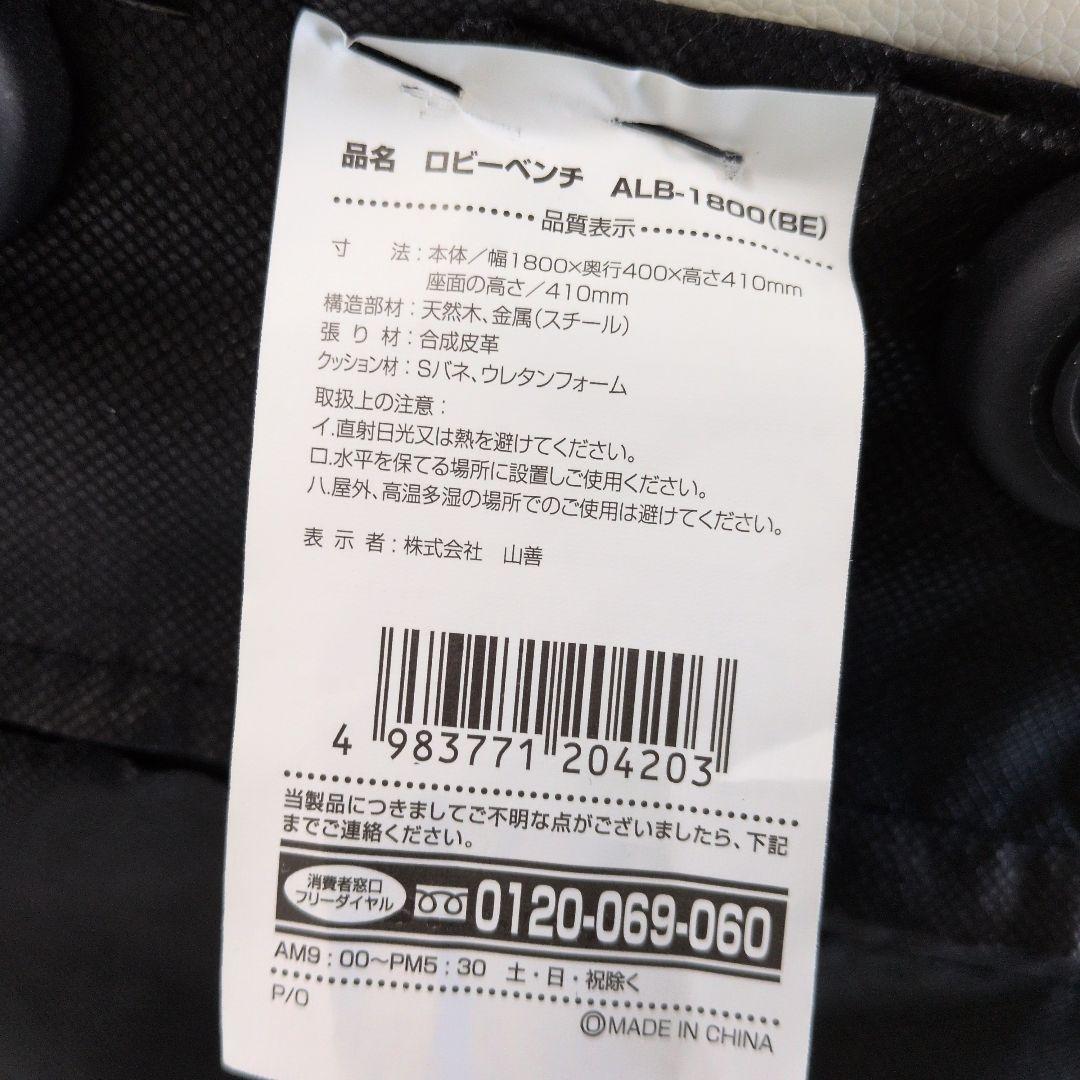 品名 ロビーベンチ ALB-1800(BE)
品質表示
寸法:本体/幅1800×奥行400×高さ410mm
座面の高さ/410mm
構造部材:天然木、金属(スチール)
張り材:合成皮革
クッション材:Sバネ、ウレタンフォーム
取扱上の注意:
イ.直射日光又は熱を避けてください。
ロ.水平を保てる場所に設置しご使用ください。
ハ.屋外、高温多湿の場所でのご使用は避けてください。
表示者:株式会社 山善
4 983771 204203
当製品につきましてご不明な点がございましたら、下記
までご連絡ください。
消費者窓口
フリーダイヤル
0120-069-060
AM9:00〜PM5:30 土・日・祝除く
P/O
ⒸMADE IN CHINA